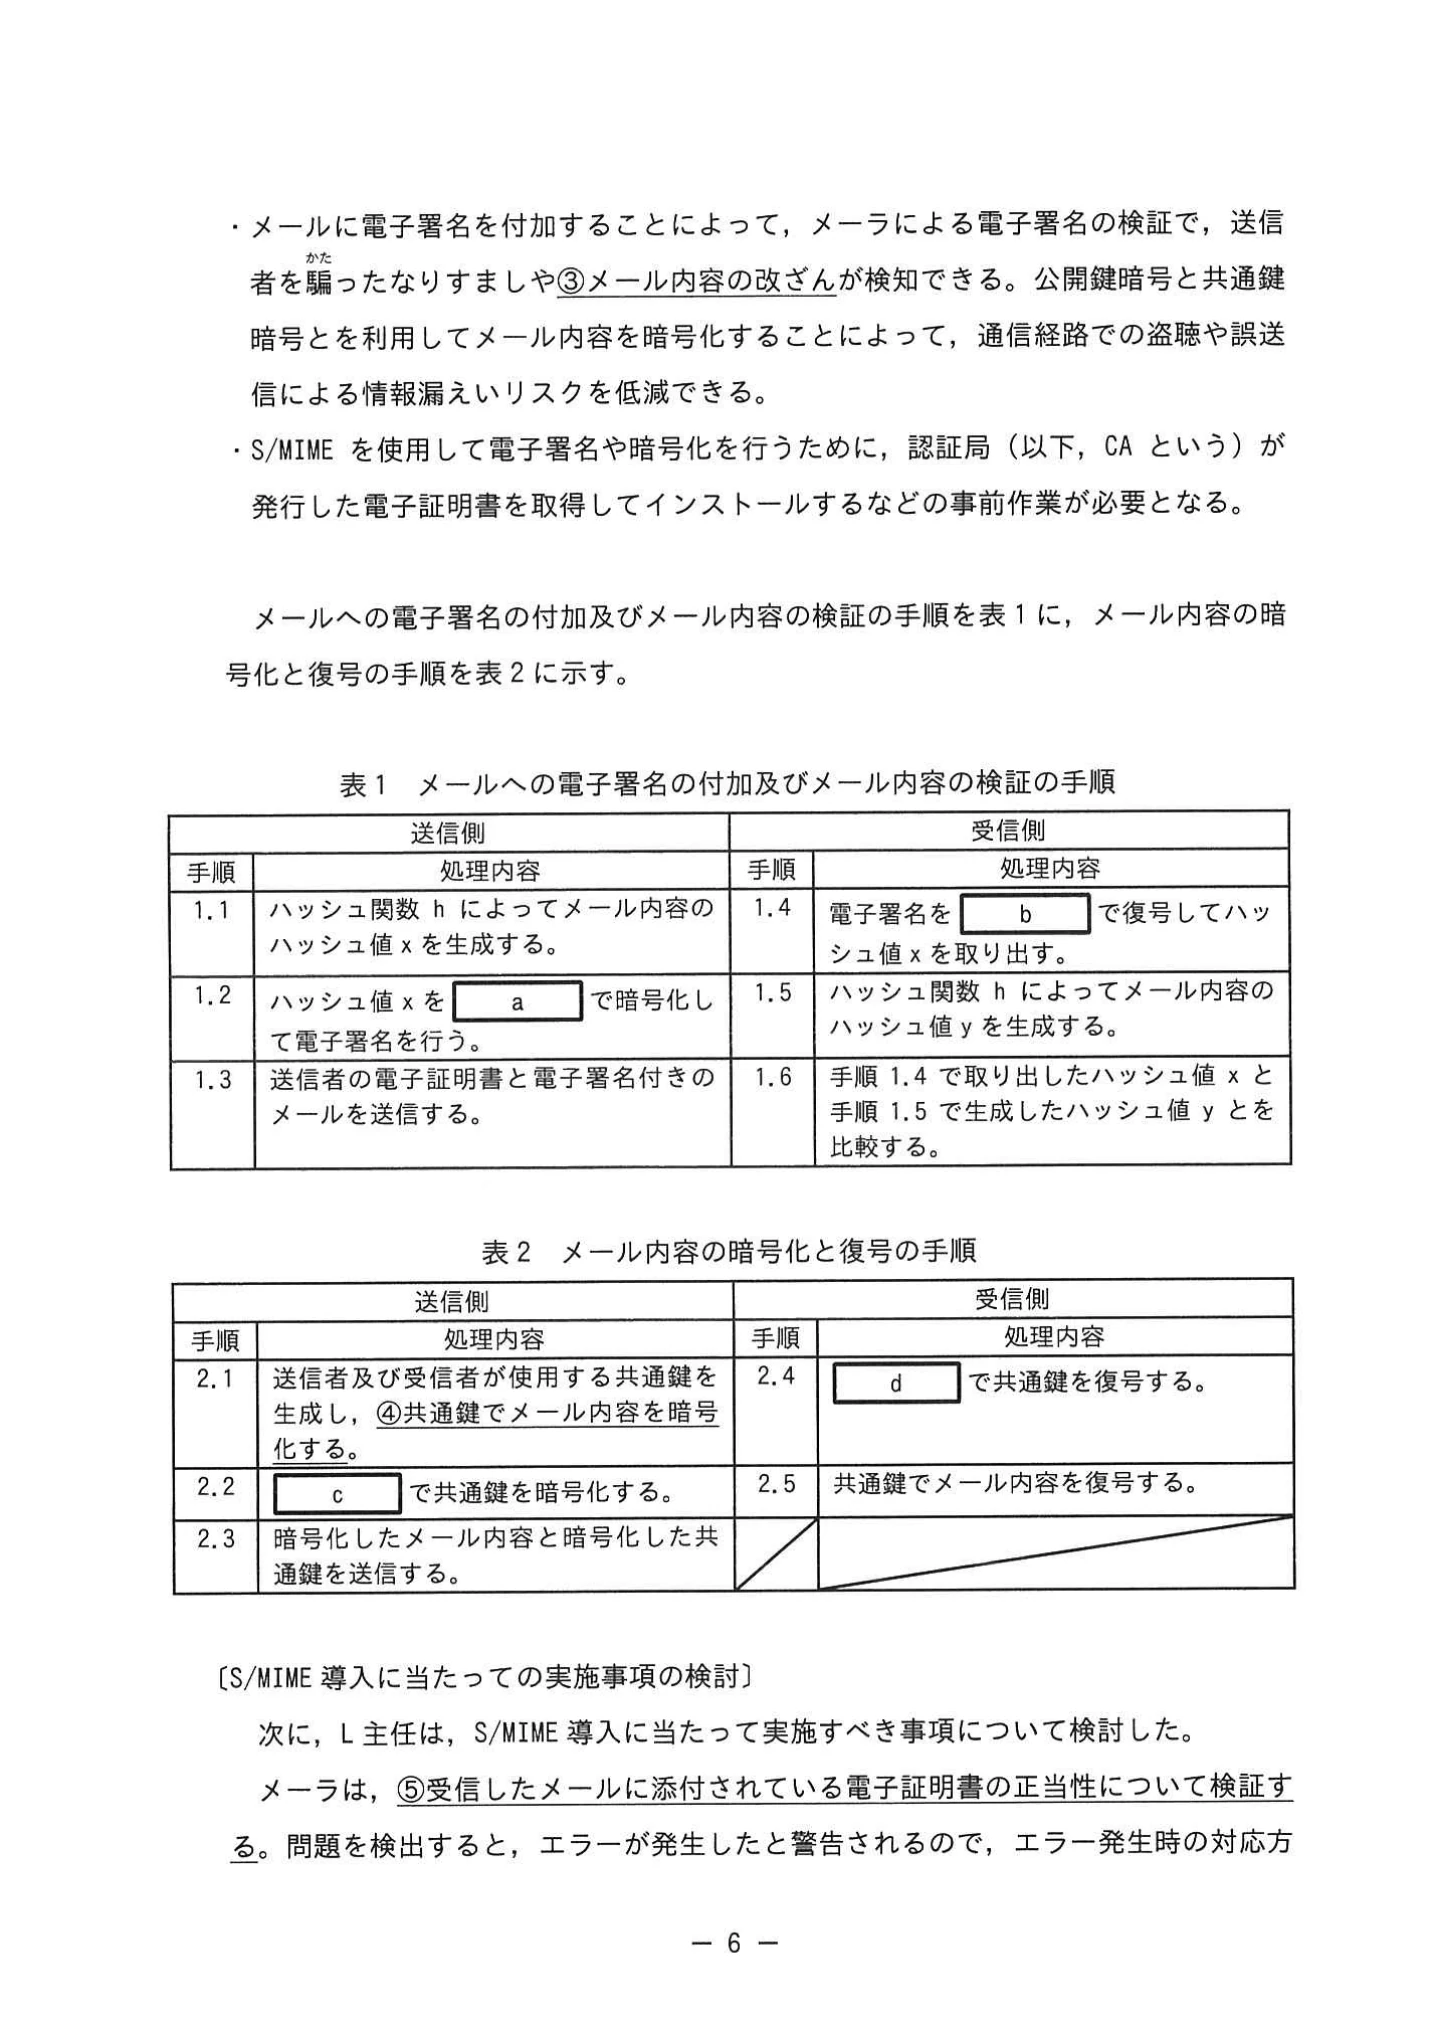 ・メールに電子署名を付加することによって，メーラによる電子署名の検証で，送信
かた
者を騙ったなりすましや③メール内容の改ざんが検知できる。公開鍵暗号と共通鍵
暗号とを利用してメール内容を暗号化することによって，通信経路での盗聴や誤送
信による情報漏えいリスクを低減できる。
・S/MIME を使用して電子署名や暗号化を行うために，認証局（以下，CA という）が
発行した電子証明書を取得してインストールするなどの事前作業が必要となる。
メールへの電子署名の付加及びメール内容の検証の手順を表 1 に，メール内容の暗
号化と復号の手順を表 2 に示す。
表 1　メールへの電子署名の付加及びメール内容の検証の手順
送信側
受信側
手順
処理内容
手順
処理内容
1.1
ハッシュ関数 h によってメール内容の
ハッシュ値 x を生成する。
1.4
電子署名を b で復号してハッ
シュ値 x を取り出す。
1.2
ハッシュ値 x を a で暗号化し
て電子署名を行う。
1.5
ハッシュ関数 h によってメール内容の
ハッシュ値 y を生成する。
1.3
送信者の電子証明書と電子署名付きの
メールを送信する。
1.6
手順 1.4 で取り出したハッシュ値 x と
手順 1.5 で生成したハッシュ値 y とを
比較する。
表 2　メール内容の暗号化と復号の手順
送信側
受信側
手順
処理内容
手順
処理内容
2.1
送信者及び受信者が使用する共通鍵を
生成し，④共通鍵でメール内容を暗号
化する。
2.4
d で共通鍵を復号する。
2.2
c で共通鍵を暗号化する。
2.5
共通鍵でメール内容を復号する。
2.3
暗号化したメール内容と暗号化した共
通鍵を送信する。
〔S/MIME 導入に当たっての実施事項の検討〕
次に，L 主任は，S/MIME 導入に当たって実施すべき事項について検討した。
メーラは，⑤受信したメールに添付されている電子証明書の正当性について検証す
る。問題を検出すると，エラーが発生したと警告されるので，エラー発生時の対応方
－ 6 －